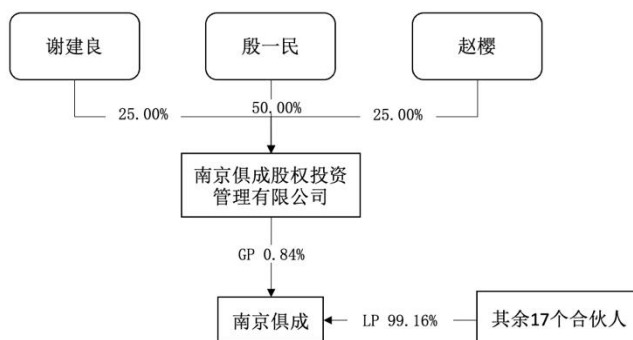 谢建良
殷一民
赵樱
25.00%
50.00%
25.00%
南京俱成股权投资
管理有限公司
GP 0.84%
南京俱成
LP 99.16%
其余17个合伙人